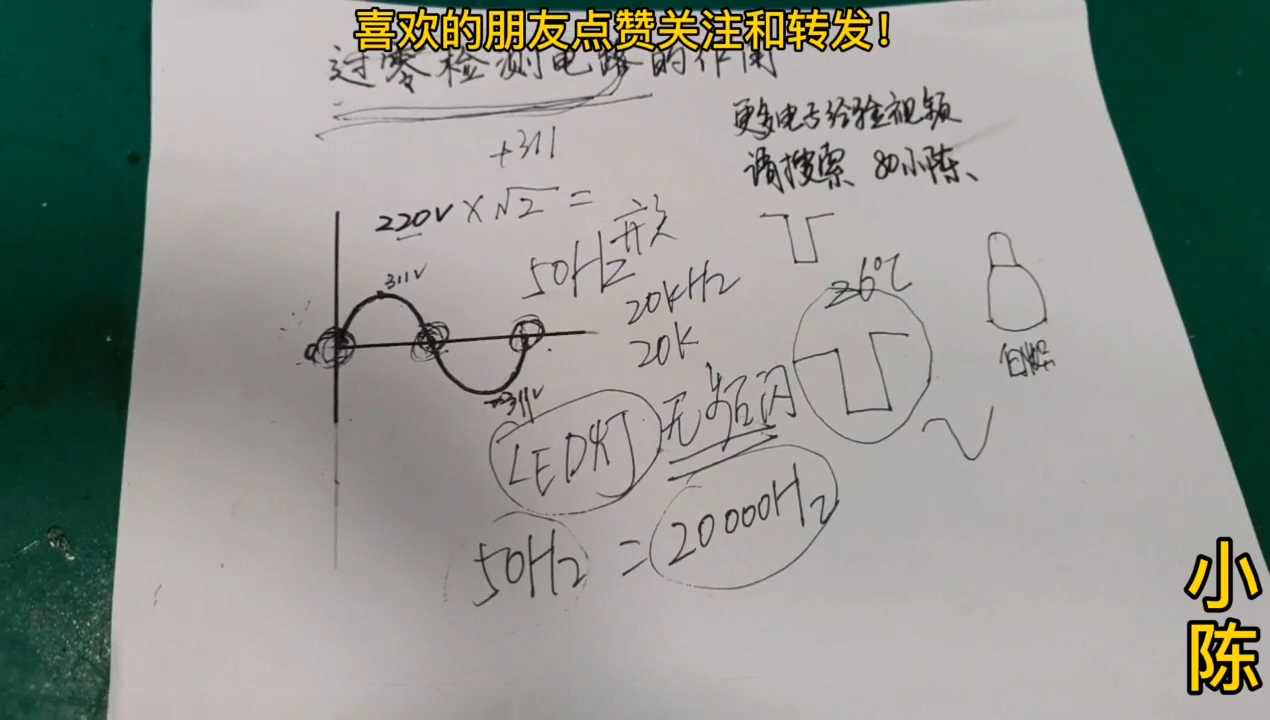 喜欢的朋友点赞关注和转发！
过零检测电路的作用
更多电子经验视频
请搜索 80小陈、
+311
220V×√2=
50Hz
20KHz
20K
311V
-311V
26℃
白炽
LED灯 无频闪
50Hz = 20000Hz
小陈